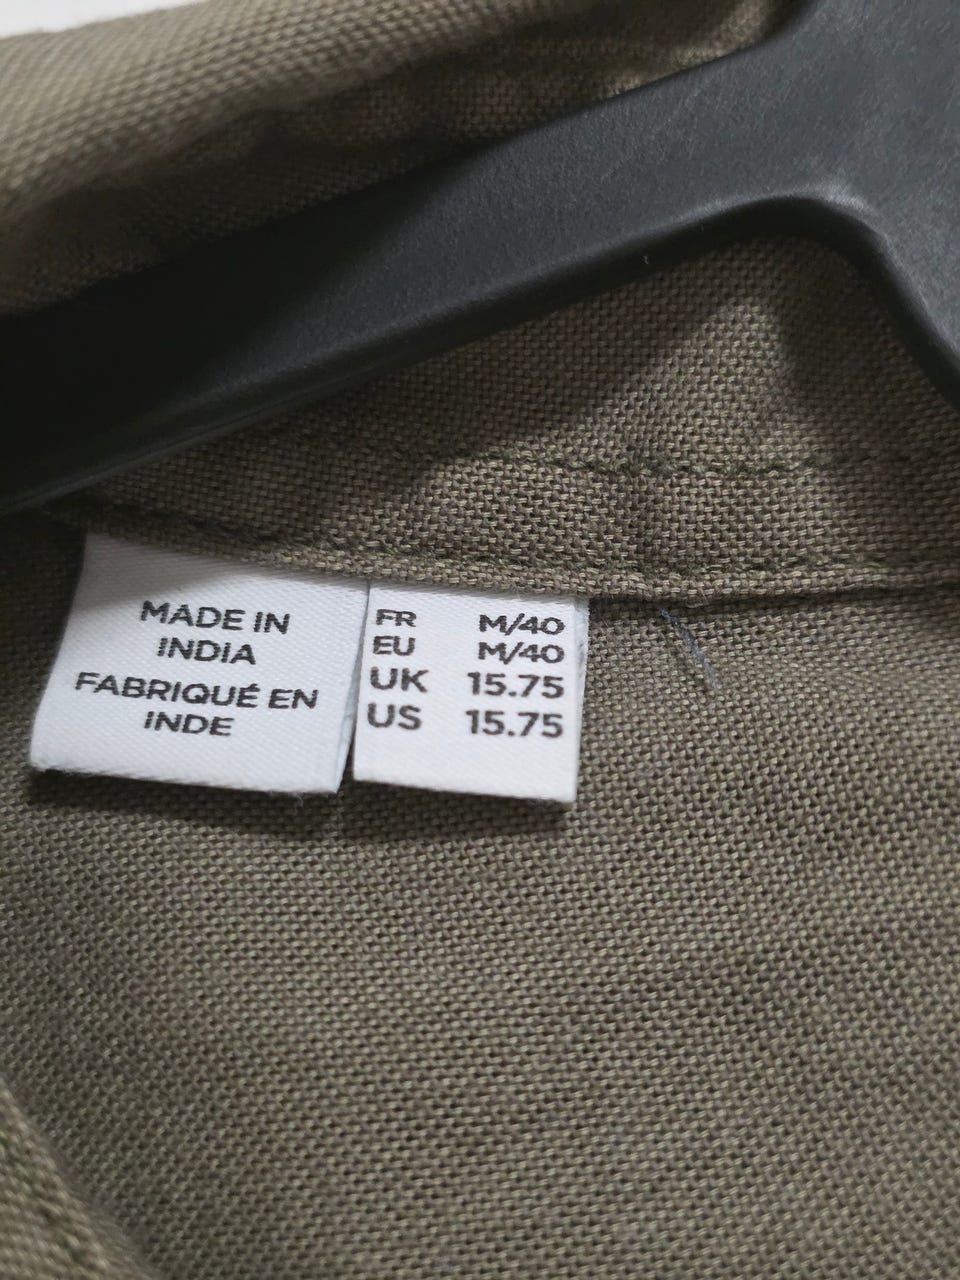 MADE IN
INDIA
FABRIQUÉ EN
INDE
FR M/40
EU M/40
UK 15.75
US 15.75